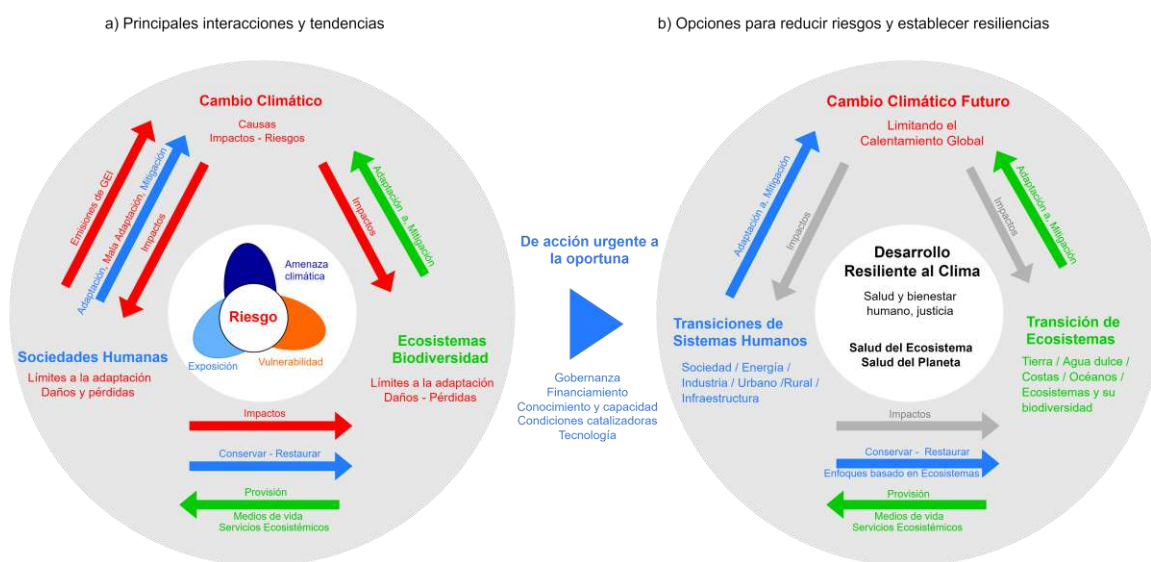 a) Principales interacciones y tendencias
Cambio Climático
Causas
Impactos - Riesgos
Emisiones de GEI
Adaptación, Mala Adaptación, Mitigación
Impactos
Impactos
Adaptación a, Mitigación
Amenaza
climática
Riesgo
Exposición
Vulnerabilidad
Sociedades Humanas
Límites a la adaptación
Daños y pérdidas
Ecosistemas
Biodiversidad
Límites a la adaptación
Daños - Pérdidas
Impactos
Conservar - Restaurar
Provisión
Medios de vida
Servicios Ecosistémicos
De acción urgente a
la oportuna
Gobernanza
Financiamiento
Conocimiento y capacidad
Condiciones catalizadoras
Tecnología
b) Opciones para reducir riesgos y establecer resiliencias
Cambio Climático Futuro
Limitando el
Calentamiento Global
Adaptación a, Mitigación
Impactos
Impactos
Adaptación a, Mitigación
Desarrollo
Resiliente al Clima
Salud y bienestar
humano, justicia
Salud del Ecosistema
Salud del Planeta
Transiciones de
Sistemas Humanos
Sociedad / Energía /
Industria / Urbano /Rural /
Infraestructura
Transición de
Ecosistemas
Tierra / Agua dulce /
Costas / Océanos /
Ecosistemas y su
biodiversidad
Impactos
Conservar - Restaurar
Enfoques basado en Ecosistemas
Provisión
Medios de vida
Servicios Ecosistémicos